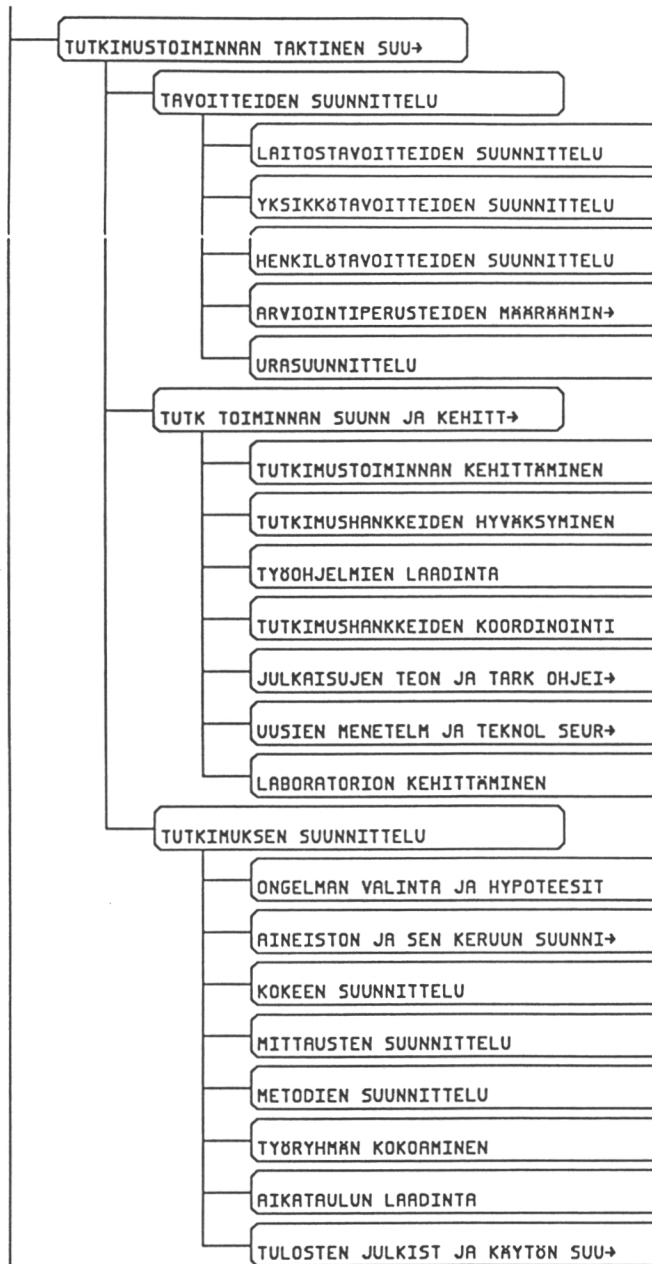 TUTKIMUSTOIMINNAN TAKTINEN SUU→
TAVOITTEIDEN SUUNNITTELU
LAITOSTAVOITTEIDEN SUUNNITTELU
YKSIKKÖTAVOITTEIDEN SUUNNITTELU
HENKILÖTAVOITTEIDEN SUUNNITTELU
ARVIOINTIPERUSTEIDEN MÄÄRÄÄMIN→
URASUUNNITTELU
TUTK TOIMINNAN SUUNN JA KEHITT→
TUTKIMUSTOIMINNAN KEHITTÄMINEN
TUTKIMUSHANKKEIDEN HYVÄKSYMINEN
TYÖOHJELMIEN LAADINTA
TUTKIMUSHANKKEIDEN KOORDINOINTI
JULKAISUJEN TEON JA TARK OHJEI→
UUSIEN MENETELM JA TEKNOL SEUR→
LABORATORION KEHITTÄMINEN
TUTKIMUKSEN SUUNNITTELU
ONGELMAN VALINTA JA HYPOTEESIT
AINEISTON JA SEN KERUUN SUUNNI→
KOKEEN SUUNNITTELU
MITTAUSTEN SUUNNITTELU
METODIEN SUUNNITTELU
TYÖRYHMÄN KOKOAMINEN
AIKATAULUN LAADINTA
TULOSTEN JULKIST JA KÄYTÖN SUU→